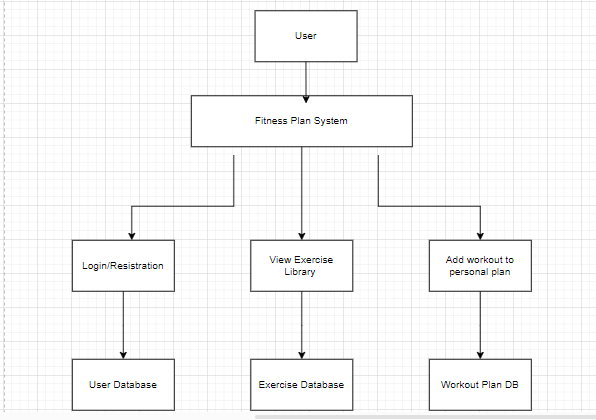 User
Fitness Plan System
Login/Resistration
View Exercise
Library
Add workout to
personal plan
User Database
Exercise Database
Workout Plan DB